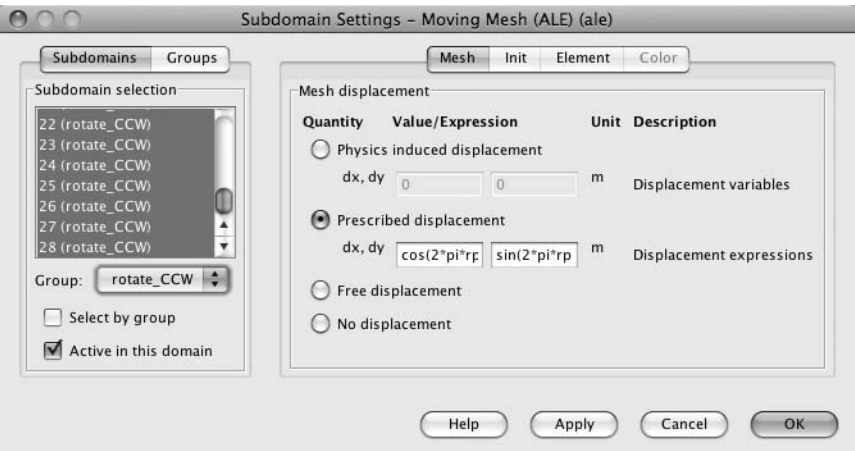 Subdomain Settings – Moving Mesh (ALE) (ale)
Subdomains Groups
Subdomain selection
22 (rotate_CCW)
23 (rotate_CCW)
24 (rotate_CCW)
25 (rotate_CCW)
26 (rotate_CCW)
27 (rotate_CCW)
28 (rotate_CCW)
Group: rotate_CCW
Select by group
Active in this domain
Mesh Init Element Color
Mesh displacement
Quantity Value/Expression Unit Description
Physics induced displacement
dx, dy 0 0 m Displacement variables
Prescribed displacement
dx, dy cos(2*pi*rp sin(2*pi*rp m Displacement expressions
Free displacement
No displacement
Help Apply Cancel OK